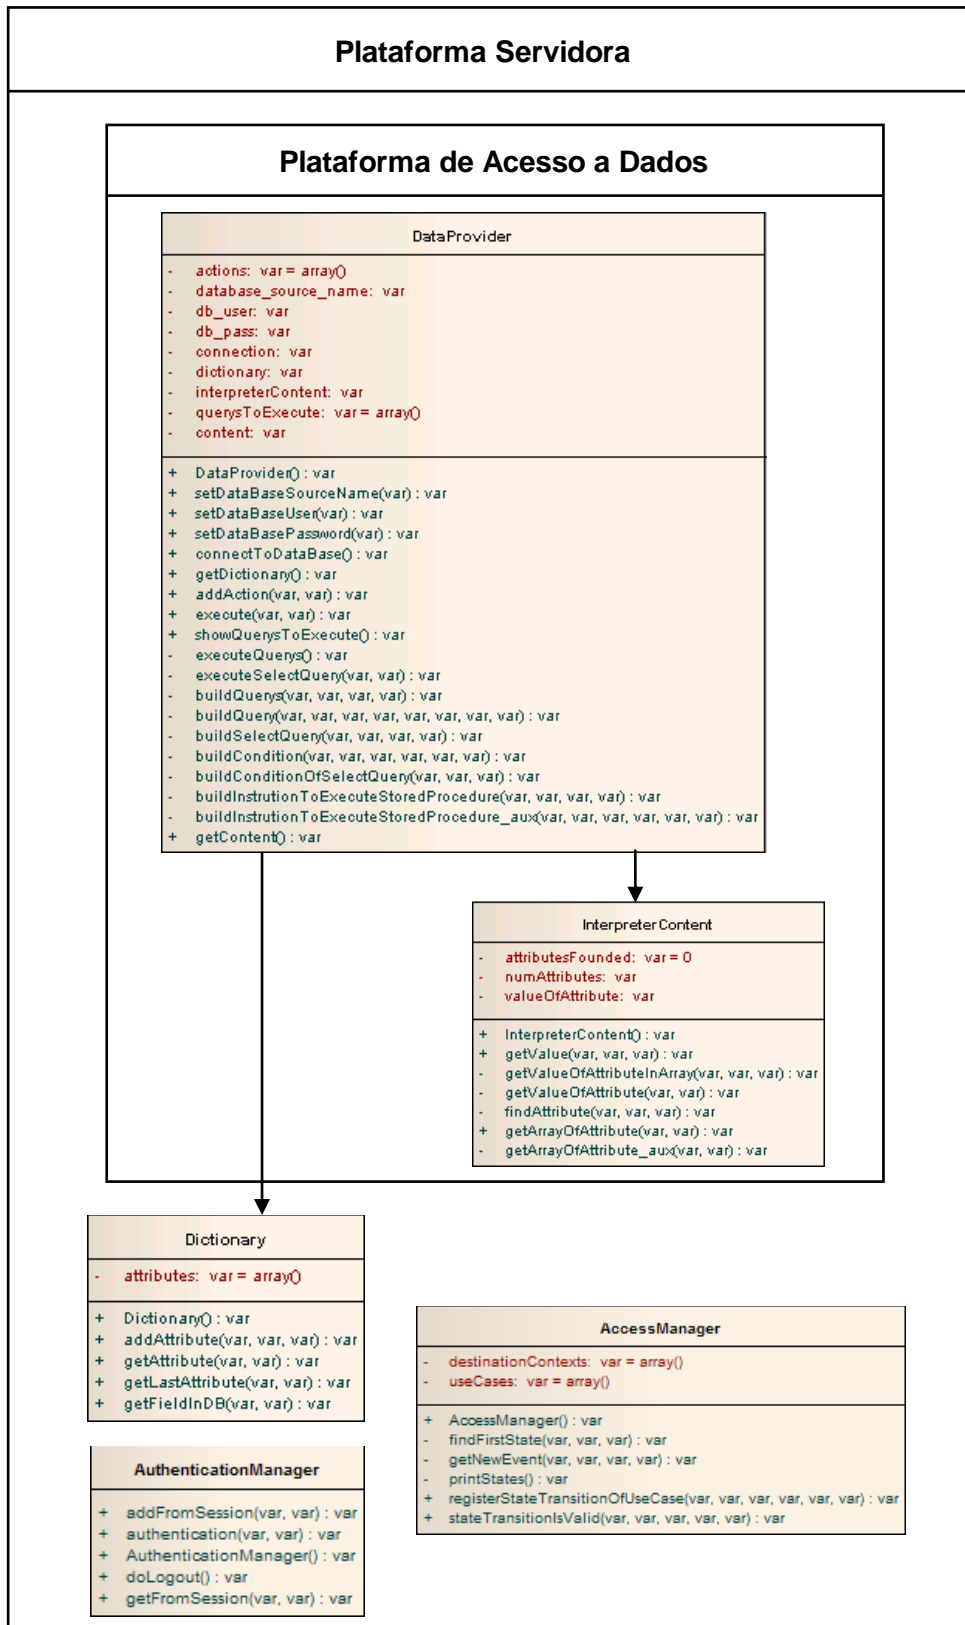 Plataforma Servidora
Plataforma de Acesso a Dados
DataProvider
- actions: var = array()
- database_source_name: var
- db_user: var
- db_pass: var
- connection: var
- dictionary: var
- interpreterContent: var
- querysToExecute: var = array()
- content: var
+ DataProvider() : var
+ setDataBaseSourceName(var) : var
+ setDataBaseUser(var) : var
+ setDataBasePassword(var) : var
+ connectToDataBase() : var
+ getDictionary() : var
+ addAction(var, var) : var
+ execute(var, var) : var
+ showQuerysToExecute() : var
- executeQuerys() : var
- executeSelectQuery(var, var) : var
- buildQuerys(var, var, var, var) : var
- buildQuery(var, var, var, var, var, var, var, var) : var
- buildSelectQuery(var, var, var, var) : var
- buildCondition(var, var, var, var, var, var) : var
- buildConditionOfSelectQuery(var, var, var) : var
- buildInstrutionToExecuteStoredProcedure(var, var, var, var) : var
- buildInstrutionToExecuteStoredProcedure_aux(var, var, var, var, var, var) : var
+ getContent() : var
InterpreterContent
- attributesFounded: var = 0
- numAttributes: var
- valueOfAttribute: var
+ InterpreterContent() : var
+ getValue(var, var, var) : var
- getValueOfAttributeInArray(var, var, var) : var
- getValueOfAttribute(var, var) : var
- findAttribute(var, var, var) : var
+ getArrayOfAttribute(var, var) : var
- getArrayOfAttribute_aux(var, var) : var
Dictionary
- attributes: var = array()
+ Dictionary() : var
+ addAttribute(var, var, var) : var
+ getAttribute(var, var) : var
+ getLastAttribute(var, var) : var
+ getFieldInDB(var, var) : var
AccessManager
- destinationContexts: var = array()
- useCases: var = array()
+ AccessManager() : var
- findFirstState(var, var, var) : var
- getNewEvent(var, var, var, var) : var
- printStates() : var
+ registerStateTransitionOfUseCase(var, var, var, var, var, var) : var
+ stateTransitionIsValid(var, var, var, var, var) : var
AuthenticationManager
+ addFromSession(var, var) : var
+ authentication(var, var) : var
+ AuthenticationManager() : var
+ doLogout() : var
+ getFromSession(var, var) : var